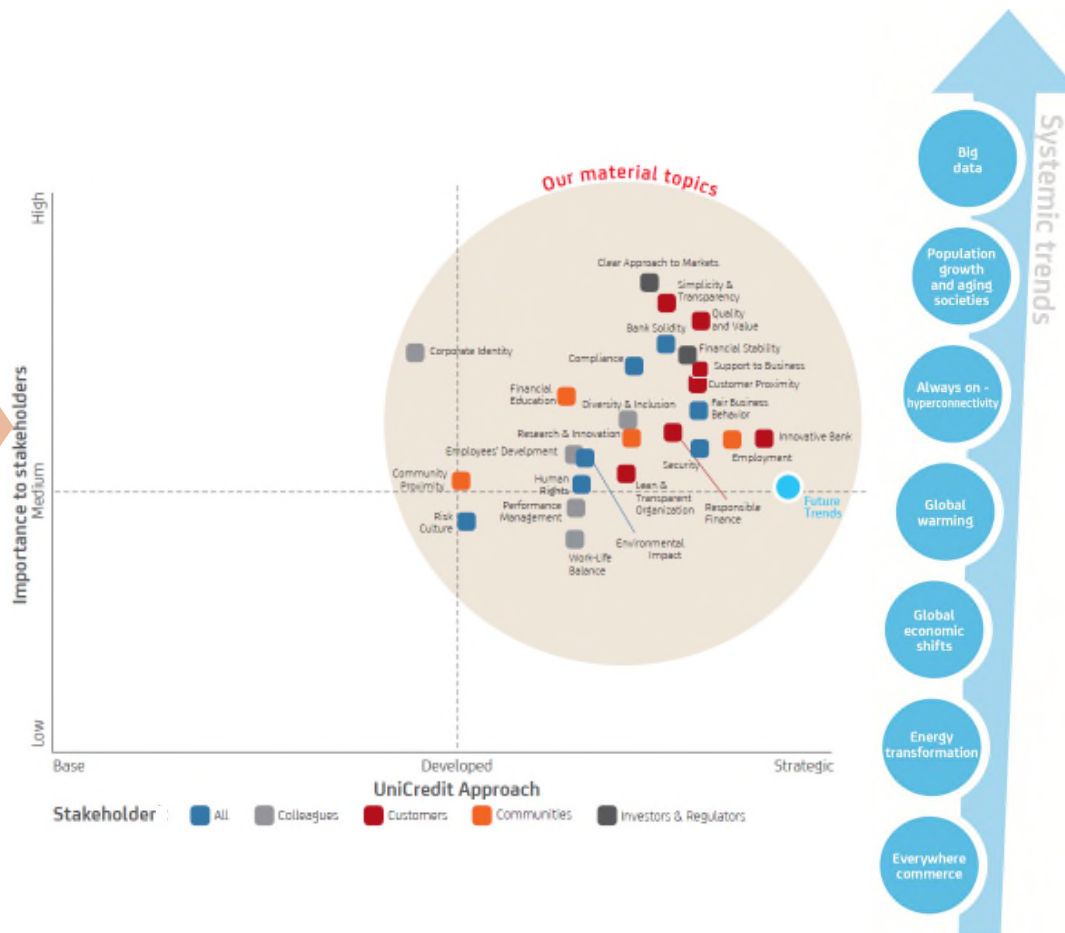 Our material topics
High
Medium
Low
Importance to stakeholders
Clear Approach to Markets
Simplicity &
Transparency
Quality
and Value
Bank Solidity
Corporate Identity
Financial Stability
Compliance
Support to Business
Customer Proximity
Financial
Education
Diversity & Inclusion
Fair Business
Behavior
Research & Innovation
Innovative Bank
Employees' Develpment
Employment
Security
Community
Proximity
Human
Rights
Lean &
Transparent
Organization
Responsible
Finance
Future
Trends
Performance
Management
Risk
Culture
Environmental
Impact
Work-Life
Balance
Base
Developed
Strategic
UniCredit Approach
Stakeholder
All
Colleagues
Customers
Communities
Investors & Regulators
Systemic trends
Big
data
Population
growth
and aging
societies
Always on -
hyperconnectivity
Global
warming
Global
economic
shifts
Energy
transformation
Everywhere
commerce